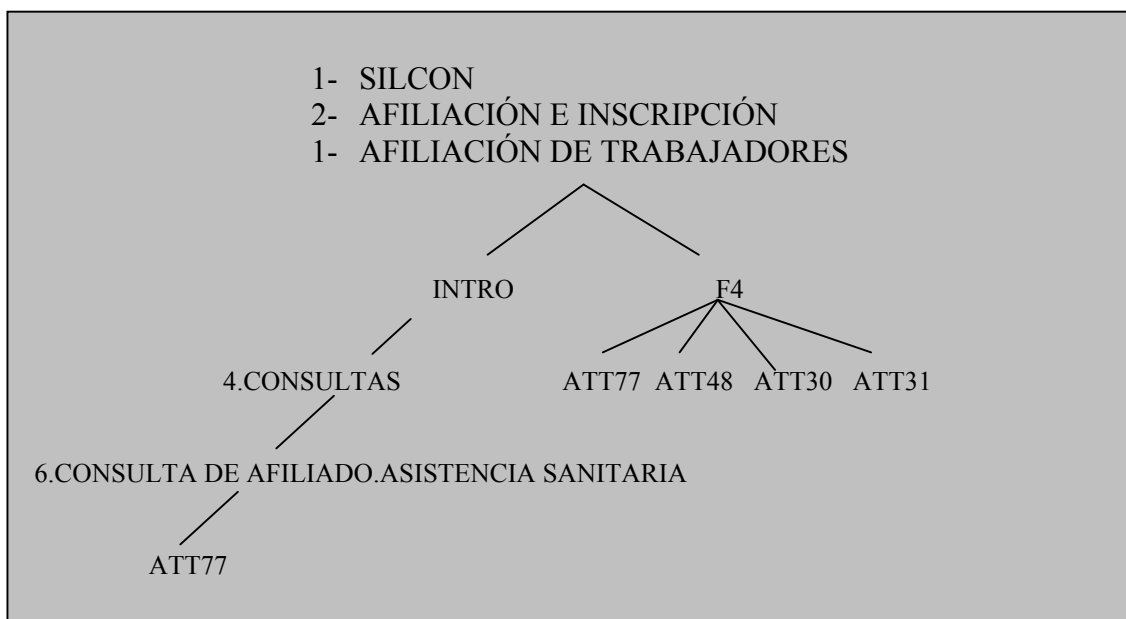 1- SILCON
2- AFILIACIÓN E INSCRIPCIÓN
1- AFILIACIÓN DE TRABAJADORES
INTRO F4
4.CONSULTAS ATT77 ATT48 ATT30 ATT31
6.CONSULTA DE AFILIADO.ASISTENCIA SANITARIA
ATT77